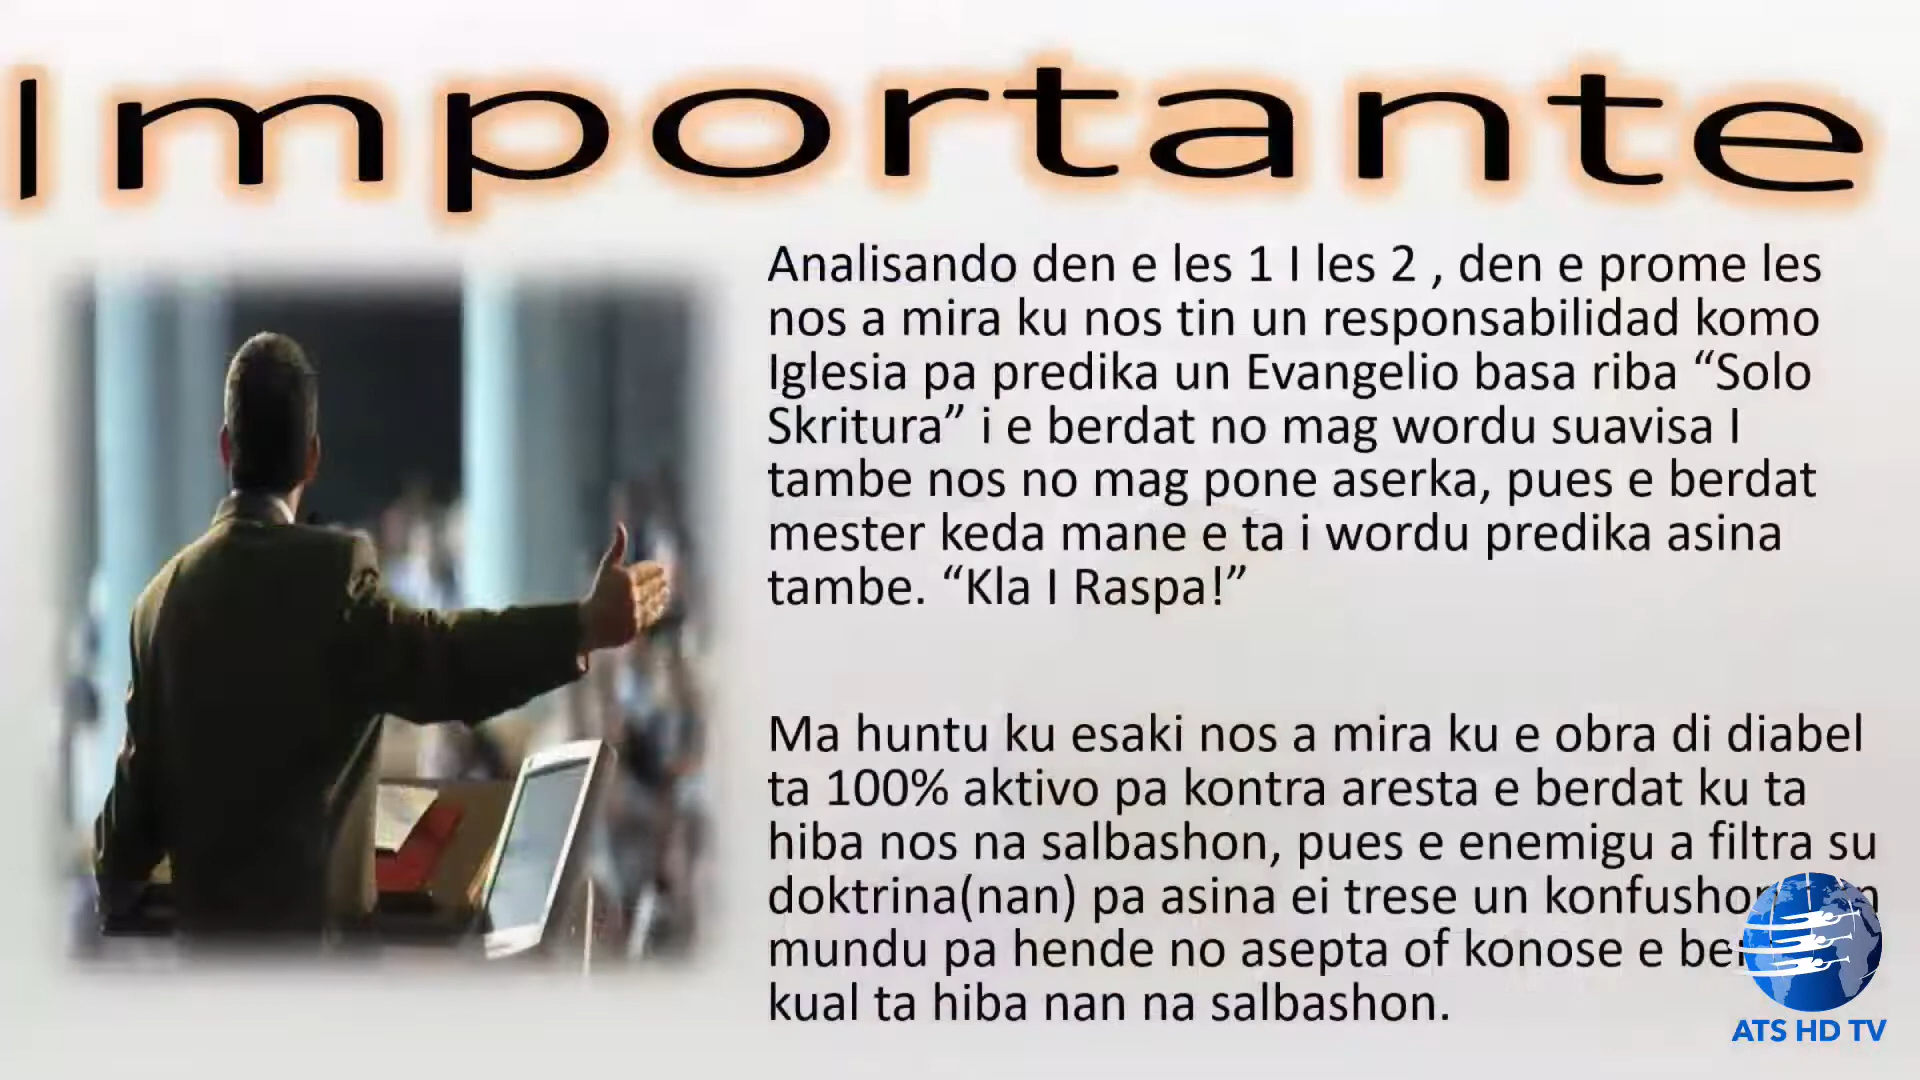 Importante
Analisando den e les 1 I les 2 , den e prome les
nos a mira ku nos tin un responsabilidad komo
Iglesia pa predika un Evangelio basa riba “Solo
Skritura” i e berdat no mag wordu suavisa I
tambe nos no mag pone aserka, pues e berdat
mester keda mane e ta i wordu predika asina
tambe. “Kla I Raspa!”
Ma huntu ku esaki nos a mira ku e obra di diabel
ta 100% aktivo pa kontra aresta e berdat ku ta
hiba nos na salbashon, pues e enemigu a filtra su
doktrina(nan) pa asina ei trese un
mundu pa hende no asepta of konose e
kual ta hiba nan na salbashon.
ATS HD TV